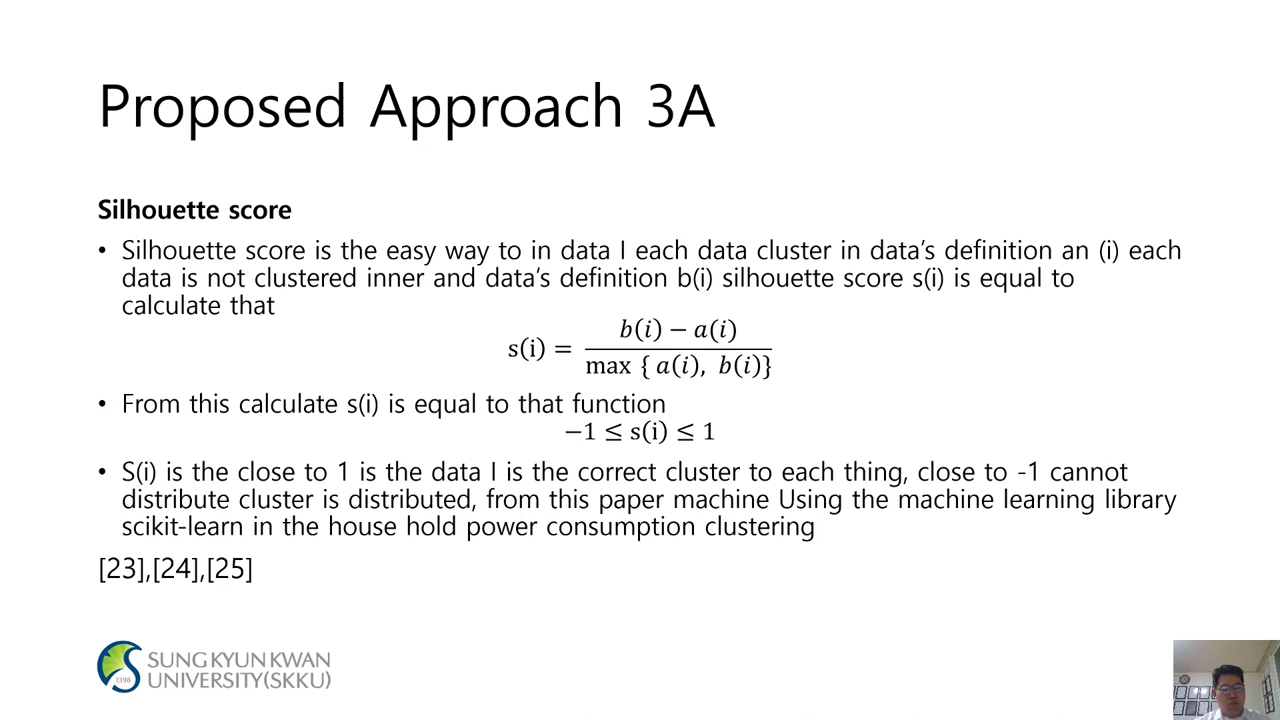 Proposed Approach 3A
Silhouette score
• Silhouette score is the easy way to in data I each data cluster in data’s definition an (i) each
data is not clustered inner and data’s definition b(i) silhouette score s(i) is equal to
calculate that
s(i) = b(i) − a(i) / max { a(i), b(i)}
• From this calculate s(i) is equal to that function
−1 ≤ s(i) ≤ 1
• S(i) is the close to 1 is the data I is the correct cluster to each thing, close to -1 cannot
distribute cluster is distributed, from this paper machine Using the machine learning library
scikit-learn in the house hold power consumption clustering
[23],[24],[25]
1398
SUNG KYUN KWAN
UNIVERSITY(SKKU)